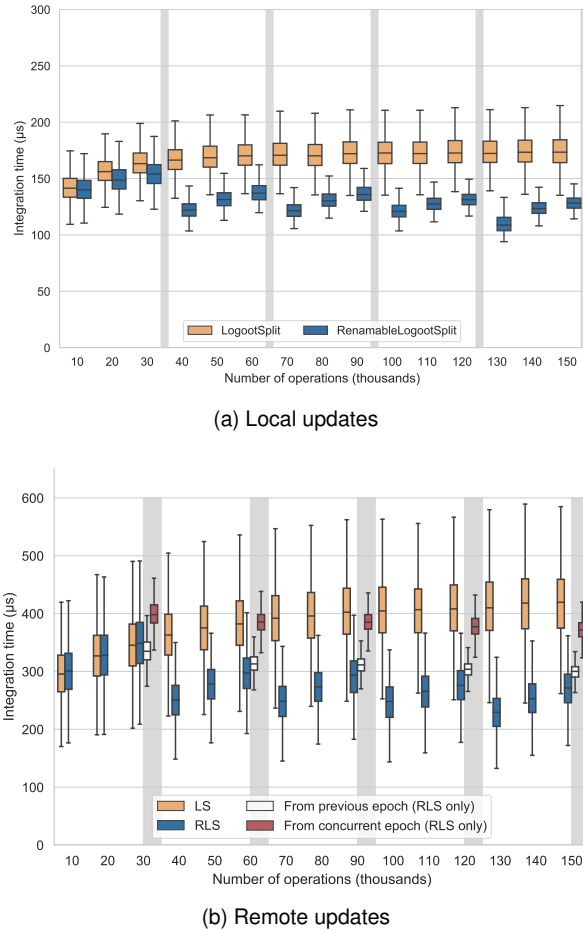 300
250
200
150
100
50
0
Integration time (μs)
LogootSplit
RenamableLogootSplit
10 20 30 40 50 60 70 80 90 100 110 120 130 140 150
Number of operations (thousands)
(a) Local updates
600
500
400
300
200
100
0
Integration time (μs)
LS
From previous epoch (RLS only)
RLS
From concurrent epoch (RLS only)
10 20 30 40 50 60 70 80 90 100 110 120 130 140 150
Number of operations (thousands)
(b) Remote updates